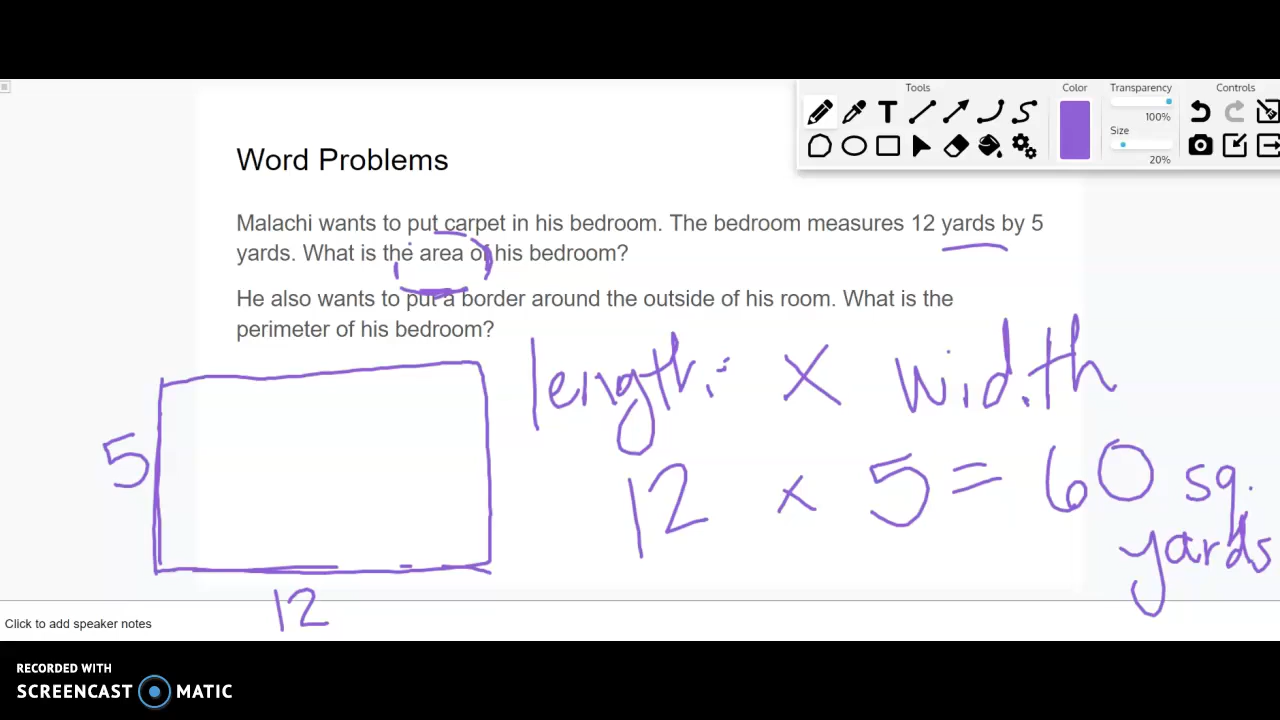 Tools
Color
Transparency
Controls
100%
Size
20%
Word Problems
Malachi wants to put carpet in his bedroom. The bedroom measures 12 yards by 5
yards. What is the area of his bedroom?
He also wants to put a border around the outside of his room. What is the
perimeter of his bedroom?
length x width
5
12 x 5 = 60 sq.
yards
12
Click to add speaker notes
RECORDED WITH
SCREENCAST MATIC